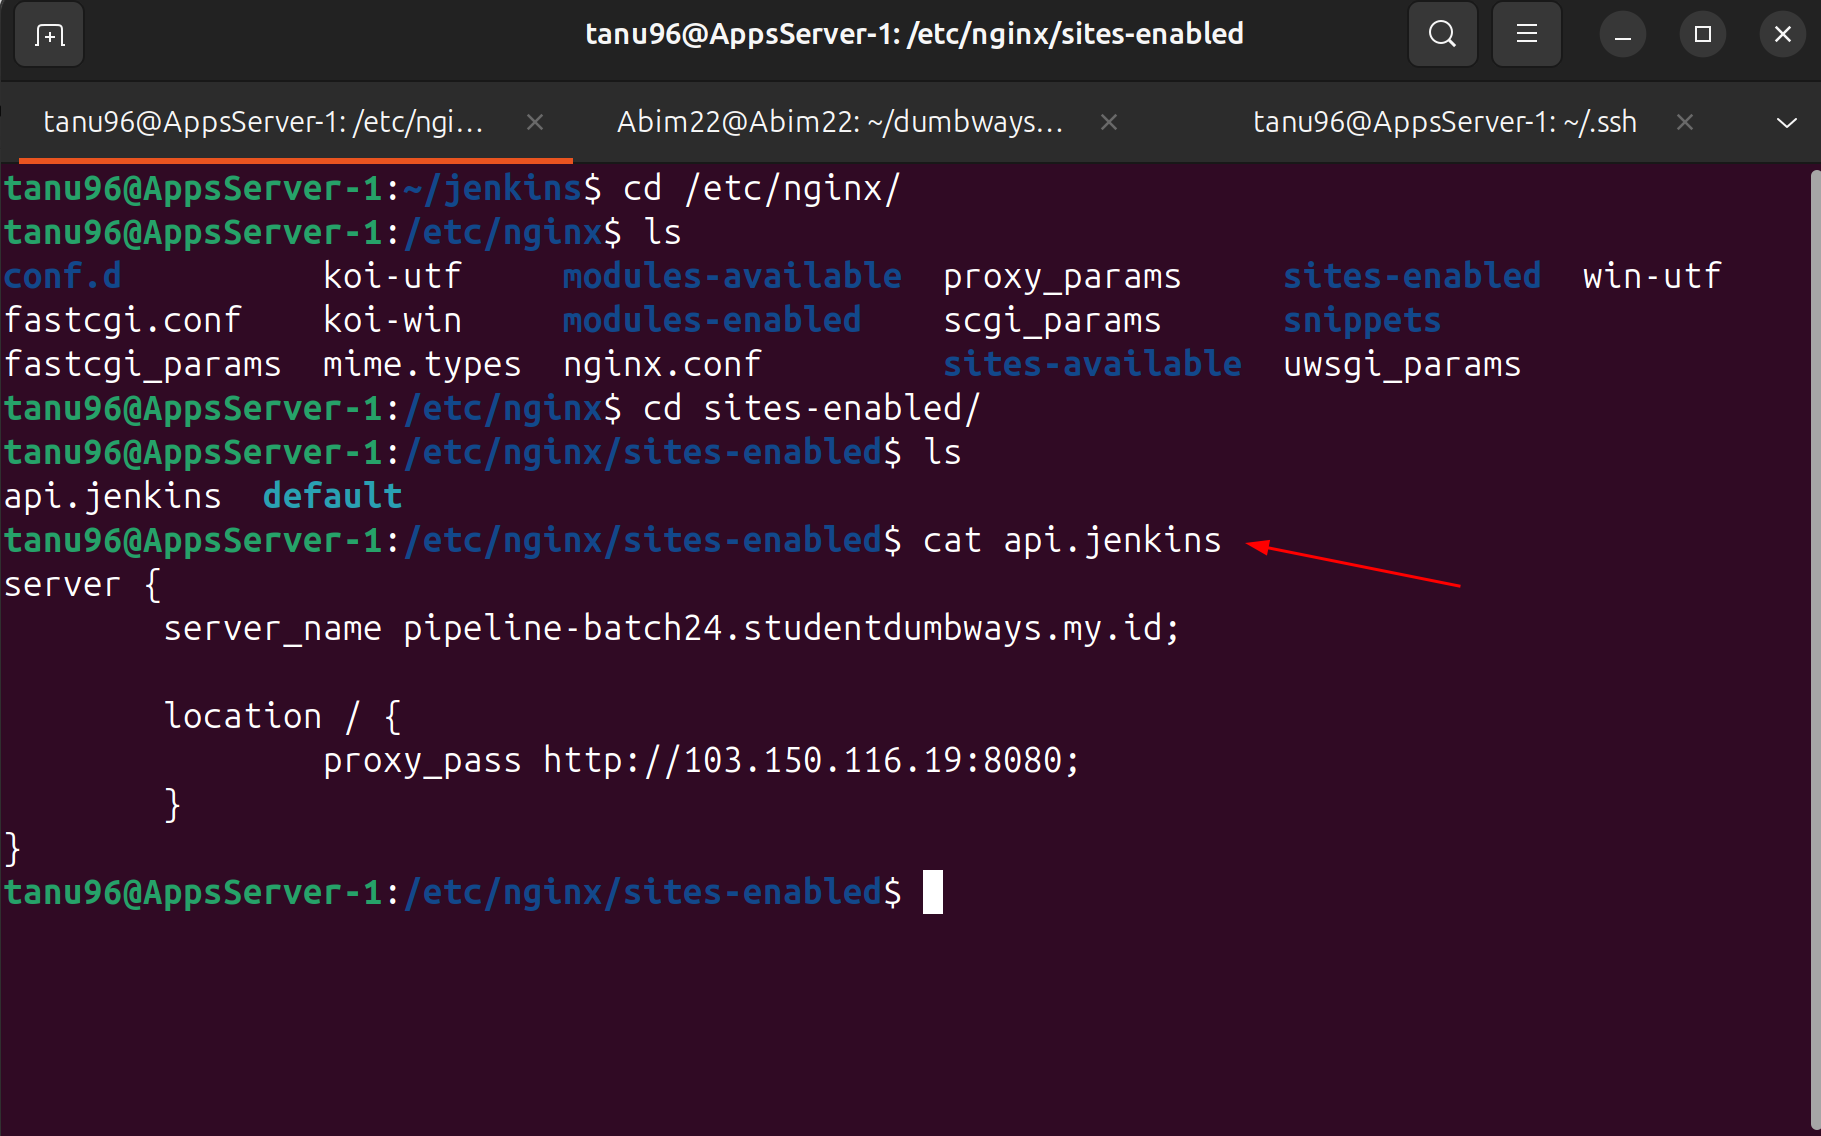 tanu96@AppsServer-1: /etc/nginx/sites-enabled
tanu96@AppsServer-1: /etc/ngi... Abim22@Abim22: ~/dumbways... tanu96@AppsServer-1: ~/.ssh
tanu96@AppsServer-1:~/jenkins$ cd /etc/nginx/
tanu96@AppsServer-1:/etc/nginx$ ls
conf.d          koi-utf     modules-available  proxy_params     sites-enabled  win-utf
fastcgi.conf    koi-win     modules-enabled    scgi_params      snippets
fastcgi_params  mime.types  nginx.conf         sites-available  uwsgi_params
tanu96@AppsServer-1:/etc/nginx$ cd sites-enabled/
tanu96@AppsServer-1:/etc/nginx/sites-enabled$ ls
api.jenkins  default
tanu96@AppsServer-1:/etc/nginx/sites-enabled$ cat api.jenkins
server {
        server_name pipeline-batch24.studentdumbways.my.id;
        location / {
                proxy_pass http://103.150.116.19:8080;
        }
}
tanu96@AppsServer-1:/etc/nginx/sites-enabled$